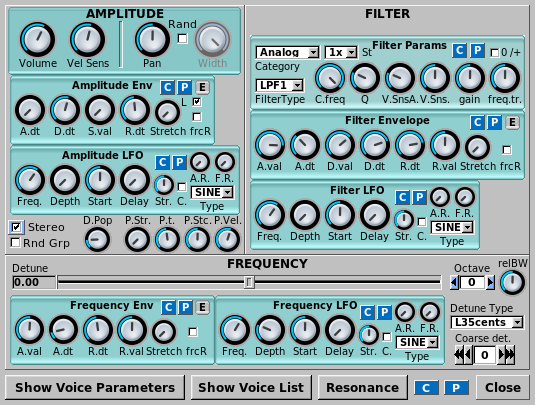 AMPLITUDE
Volume Vel Sens Pan Rand Width
Amplitude Env C P E
A.dt D.dt S.val R.dt Stretch L frcR
Amplitude LFO C P
Freq. Depth Start Delay Str. C. A.R. F.R.
SINE
Type
Stereo
Rnd Grp
D.Pop P.Str. P.t. P.Stc. P.Vel.
FILTER
Analog 1x St Filter Params C P 0 /+
Category
LPF1
FilterType C.freq Q V.SnsA. V.Sns. gain freq.tr.
Filter Envelope C P E
A.val A.dt D.val D.dt R.dt R.val Stretch frcR
Filter LFO C P
Freq. Depth Start Delay Str. C. A.R. F.R.
SINE
Type
FREQUENCY
Detune
0.00
Octave
0
relBW
Frequency Env C P E
A.val A.dt R.dt R.val Stretch frcR
Frequency LFO C P
Freq. Depth Start Delay Str. C. A.R. F.R.
SINE
Type
Detune Type
L35cents
Coarse det.
0
Show Voice Parameters Show Voice List Resonance C P Close